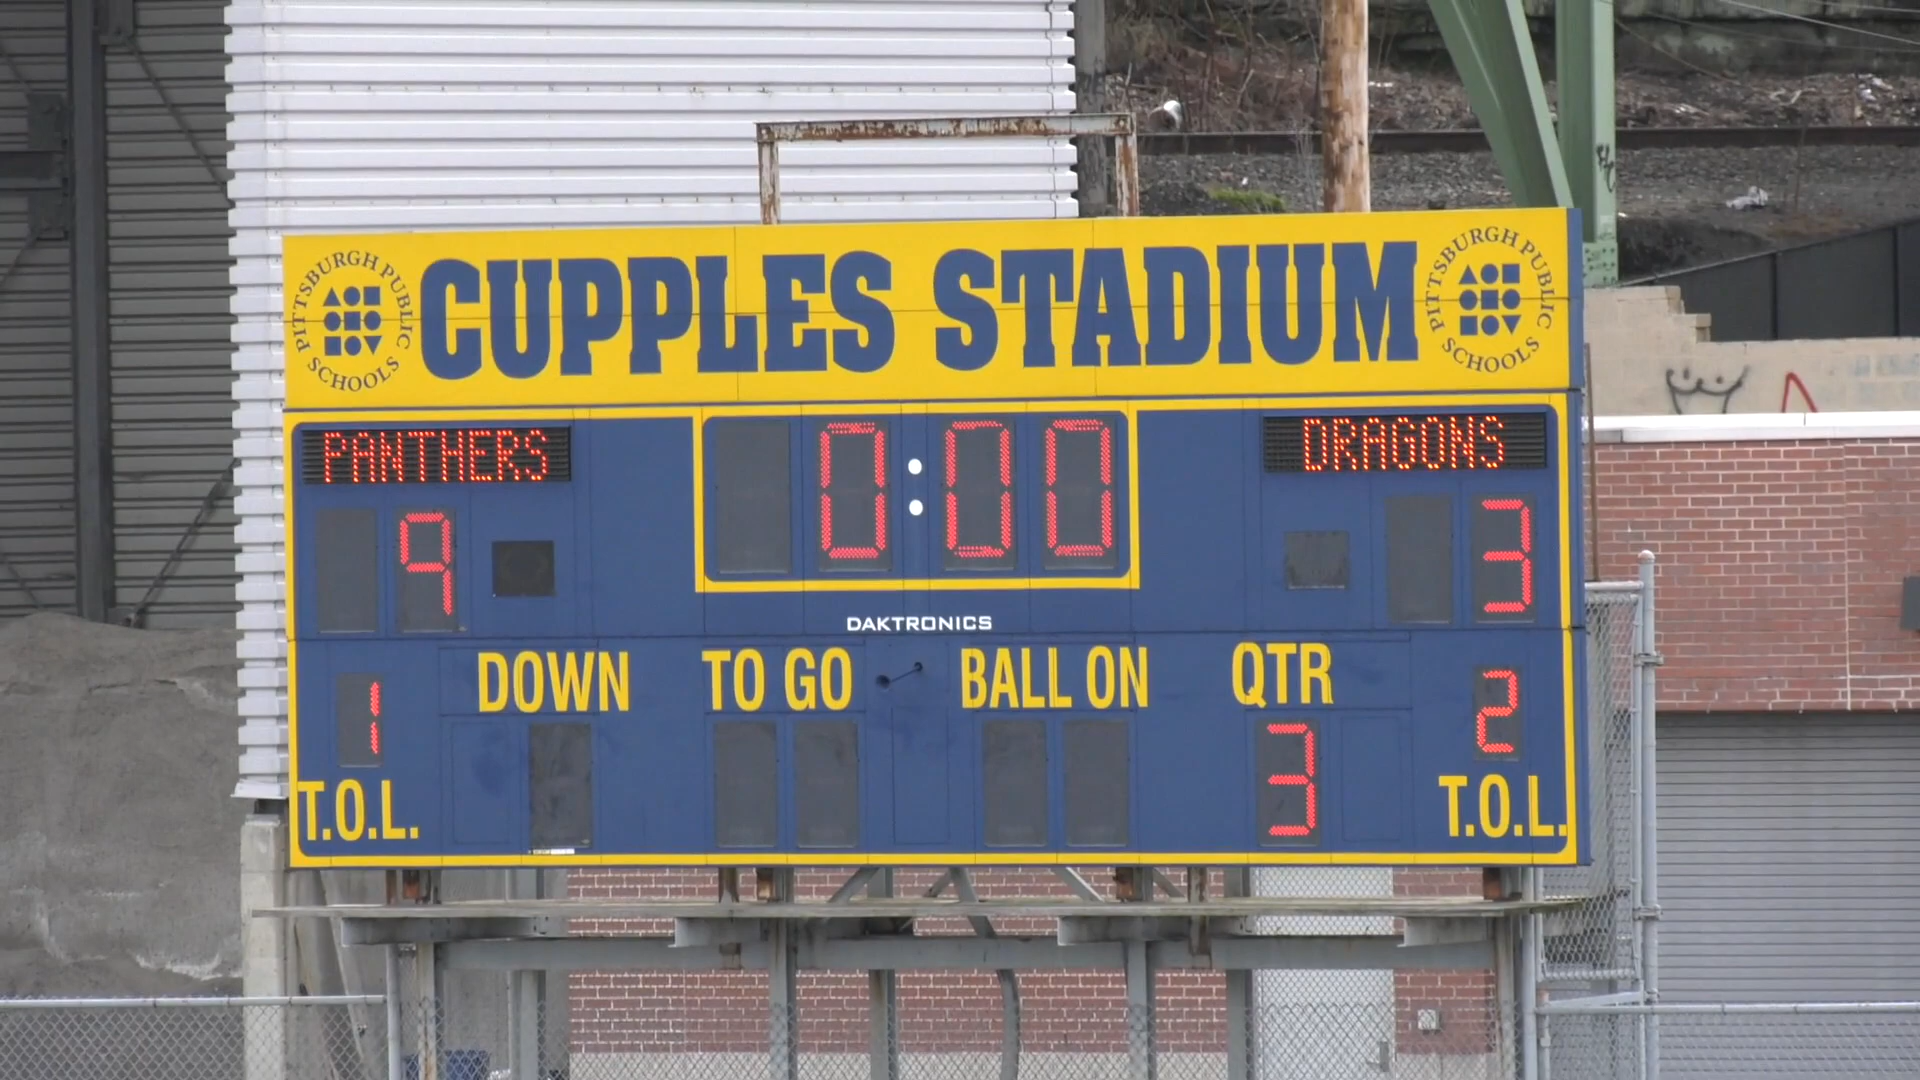 PITTSBURGH PUBLIC SCHOOLS
CUPPLES STADIUM
PITTSBURGH PUBLIC SCHOOLS
PANTHERS
0:00
DRAGONS
9
3
DAKTRONICS
DOWN TO GO BALL ON QTR
1
3
2
T.O.L.
T.O.L.